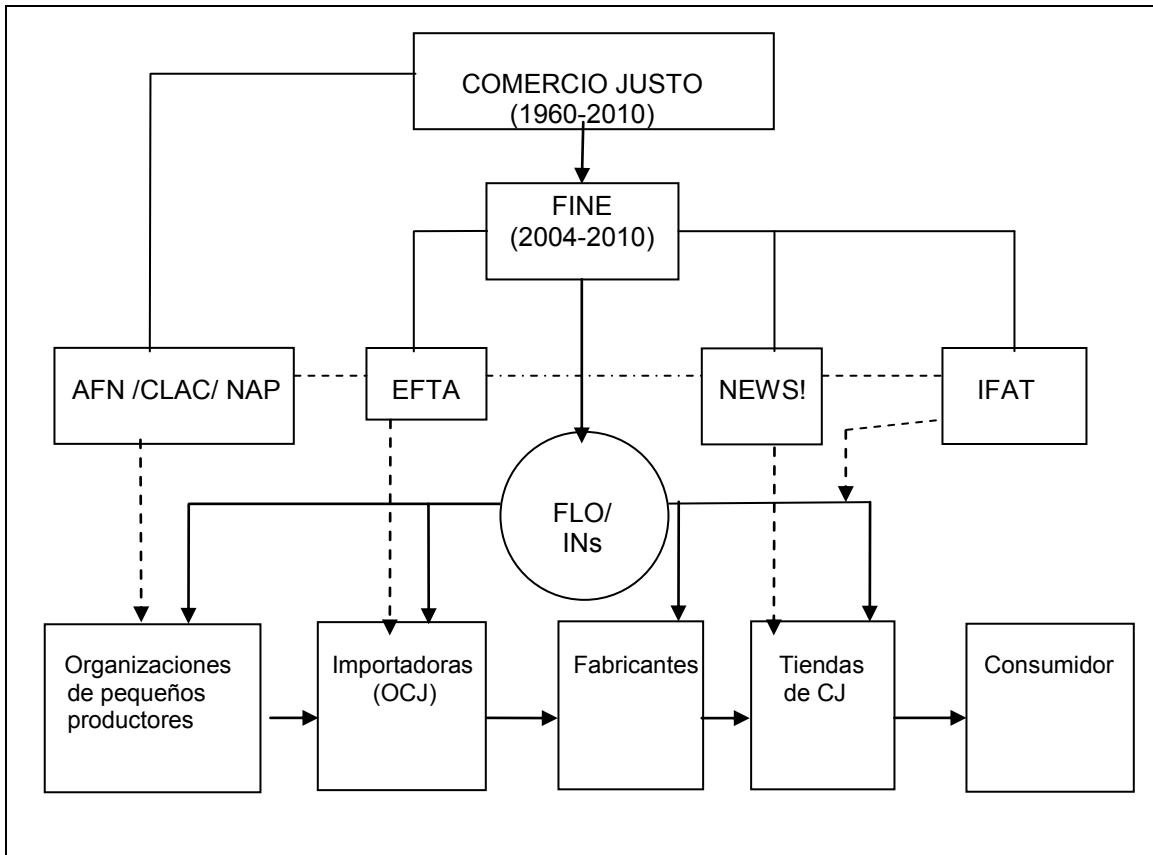 COMERCIO JUSTO
(1960-2010)
FINE
(2004-2010)
AFN /CLAC/ NAP
EFTA
NEWS!
IFAT
FLO/
INs
Organizaciones
de pequeños
productores
Importadoras
(OCJ)
Fabricantes
Tiendas
de CJ
Consumidor